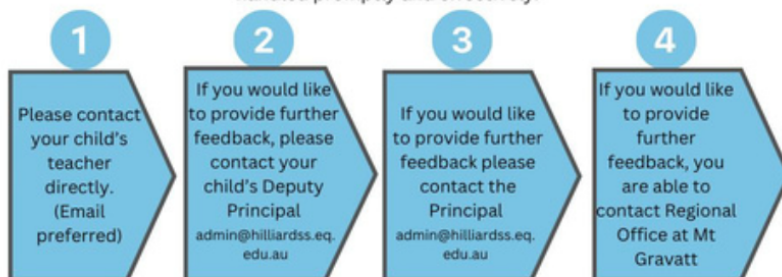 1
Please contact
your child's
teacher
directly.
(Email
preferred)
2
If you would like
to provide further
feedback, please
contact your
child's Deputy
Principal
admin@hilliardss.eq.
edu.au
3
If you would like
to provide further
feedback please
contact the
Principal
admin@hilliardss.eq.
edu.au
4
If you would like
to provide
further
feedback, you
are able to
contact Regional
Office at Mt
Gravatt